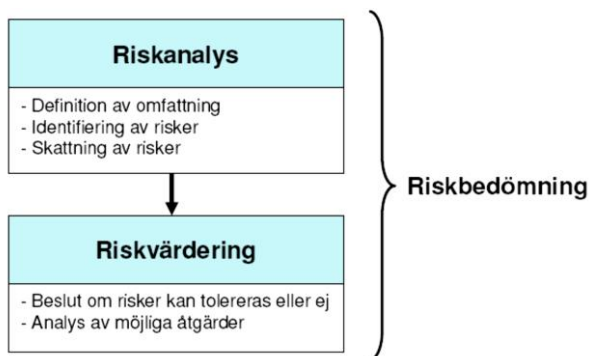 Riskanalys
- Definition av omfattning
- Identifiering av risker
- Skattning av risker
Riskbedömning
Riskvärdering
- Beslut om risker kan tolereras eller ej
- Analys av möjliga åtgärder